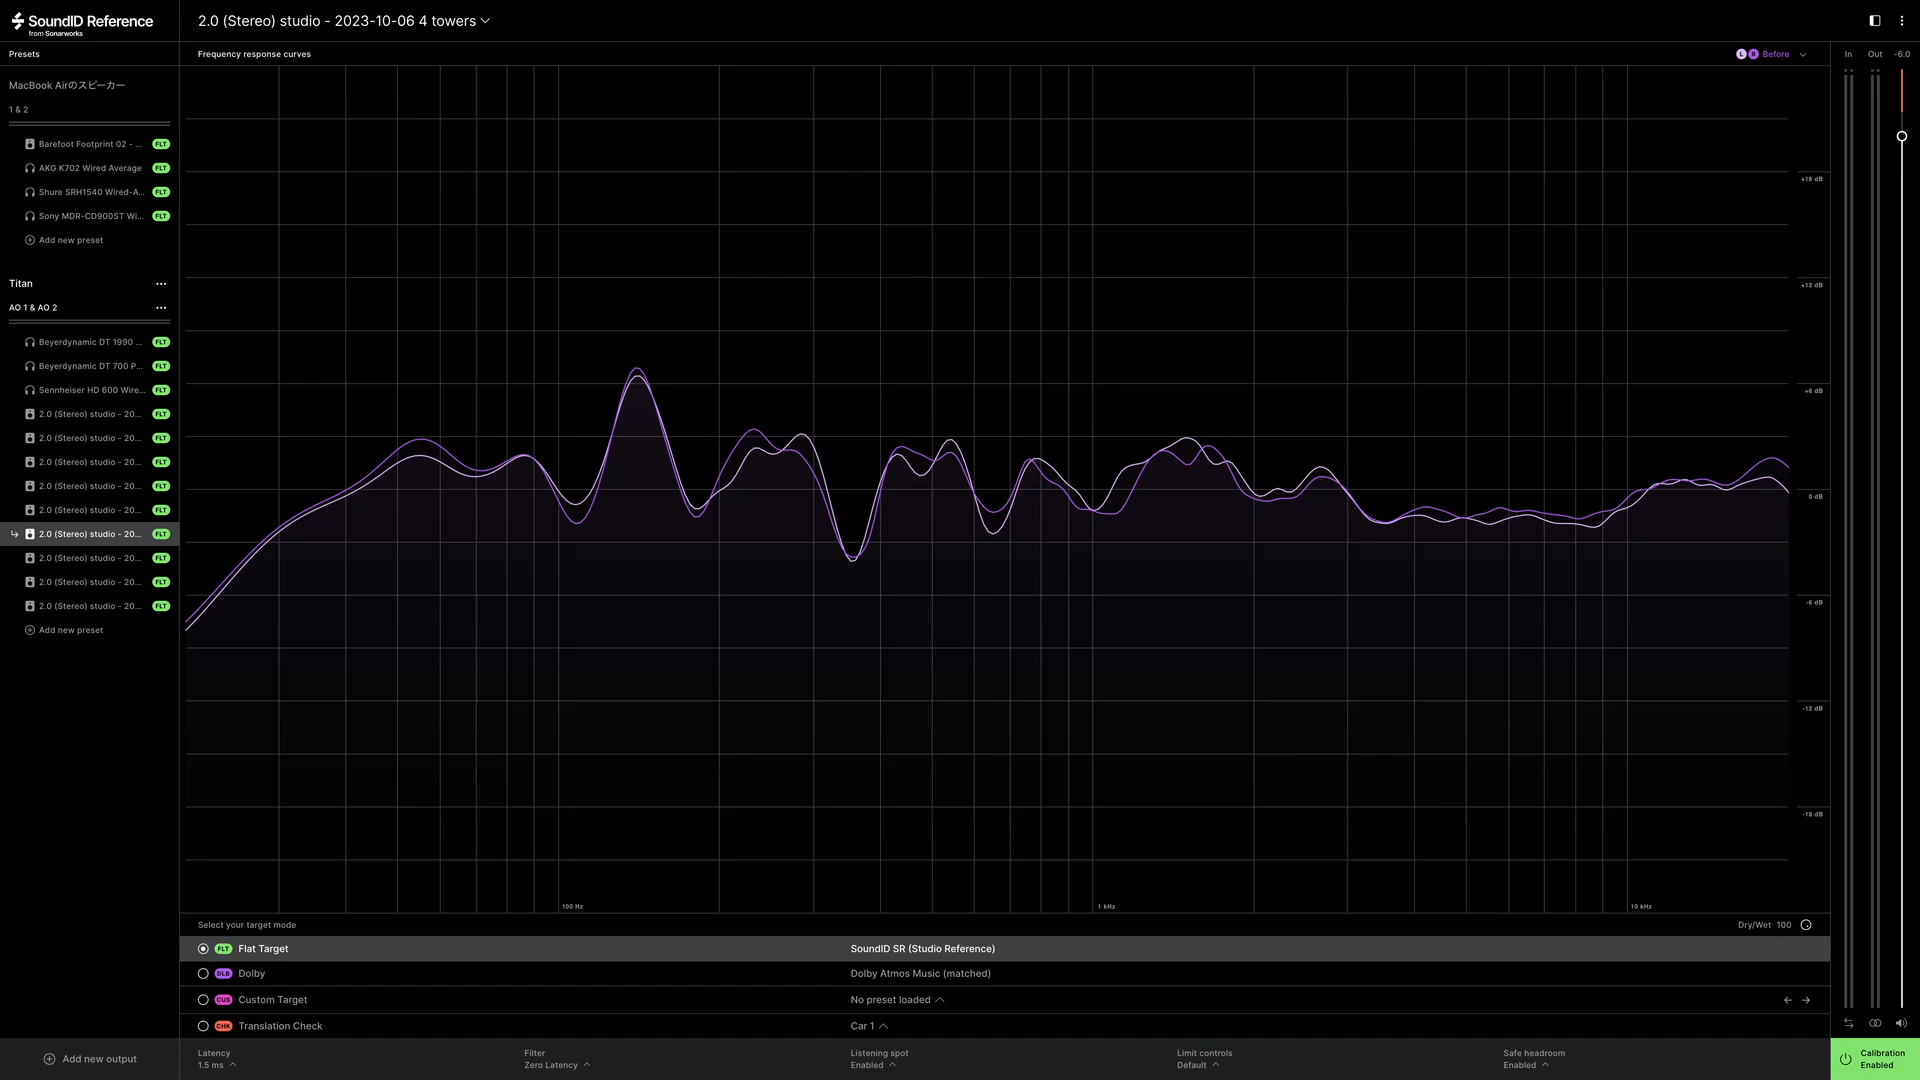 SoundID Reference
from Sonarworks
2.0 (Stereo) studio - 2023-10-06 4 towers
Presets
Frequency response curves
L R Before
In Out -6.0
MacBook Airのスピーカー
1 & 2
Barefoot Footprint 02 - ... FLT
AKG K702 Wired Average FLT
Shure SRH1540 Wired-A... FLT
Sony MDR-CD900ST Wi... FLT
Add new preset
Titan
AO 1 & AO 2
Beyerdynamic DT 1990 ... FLT
Beyerdynamic DT 700 P... FLT
Sennheiser HD 600 Wire... FLT
2.0 (Stereo) studio - 20... FLT
2.0 (Stereo) studio - 20... FLT
2.0 (Stereo) studio - 20... FLT
2.0 (Stereo) studio - 20... FLT
2.0 (Stereo) studio - 20... FLT
2.0 (Stereo) studio - 20... FLT
2.0 (Stereo) studio - 20... FLT
2.0 (Stereo) studio - 20... FLT
2.0 (Stereo) studio - 20... FLT
Add new preset
+18 dB
+12 dB
+6 dB
0 dB
-6 dB
-12 dB
-18 dB
100 Hz 1 kHz 10 kHz
Select your target mode
Dry/Wet 100
FLT Flat Target SoundID SR (Studio Reference)
DLB Dolby Dolby Atmos Music (matched)
CUS Custom Target No preset loaded
CHK Translation Check Car 1
Add new output
Latency
1.5 ms
Filter
Zero Latency
Listening spot
Enabled
Limit controls
Default
Safe headroom
Enabled
Calibration
Enabled